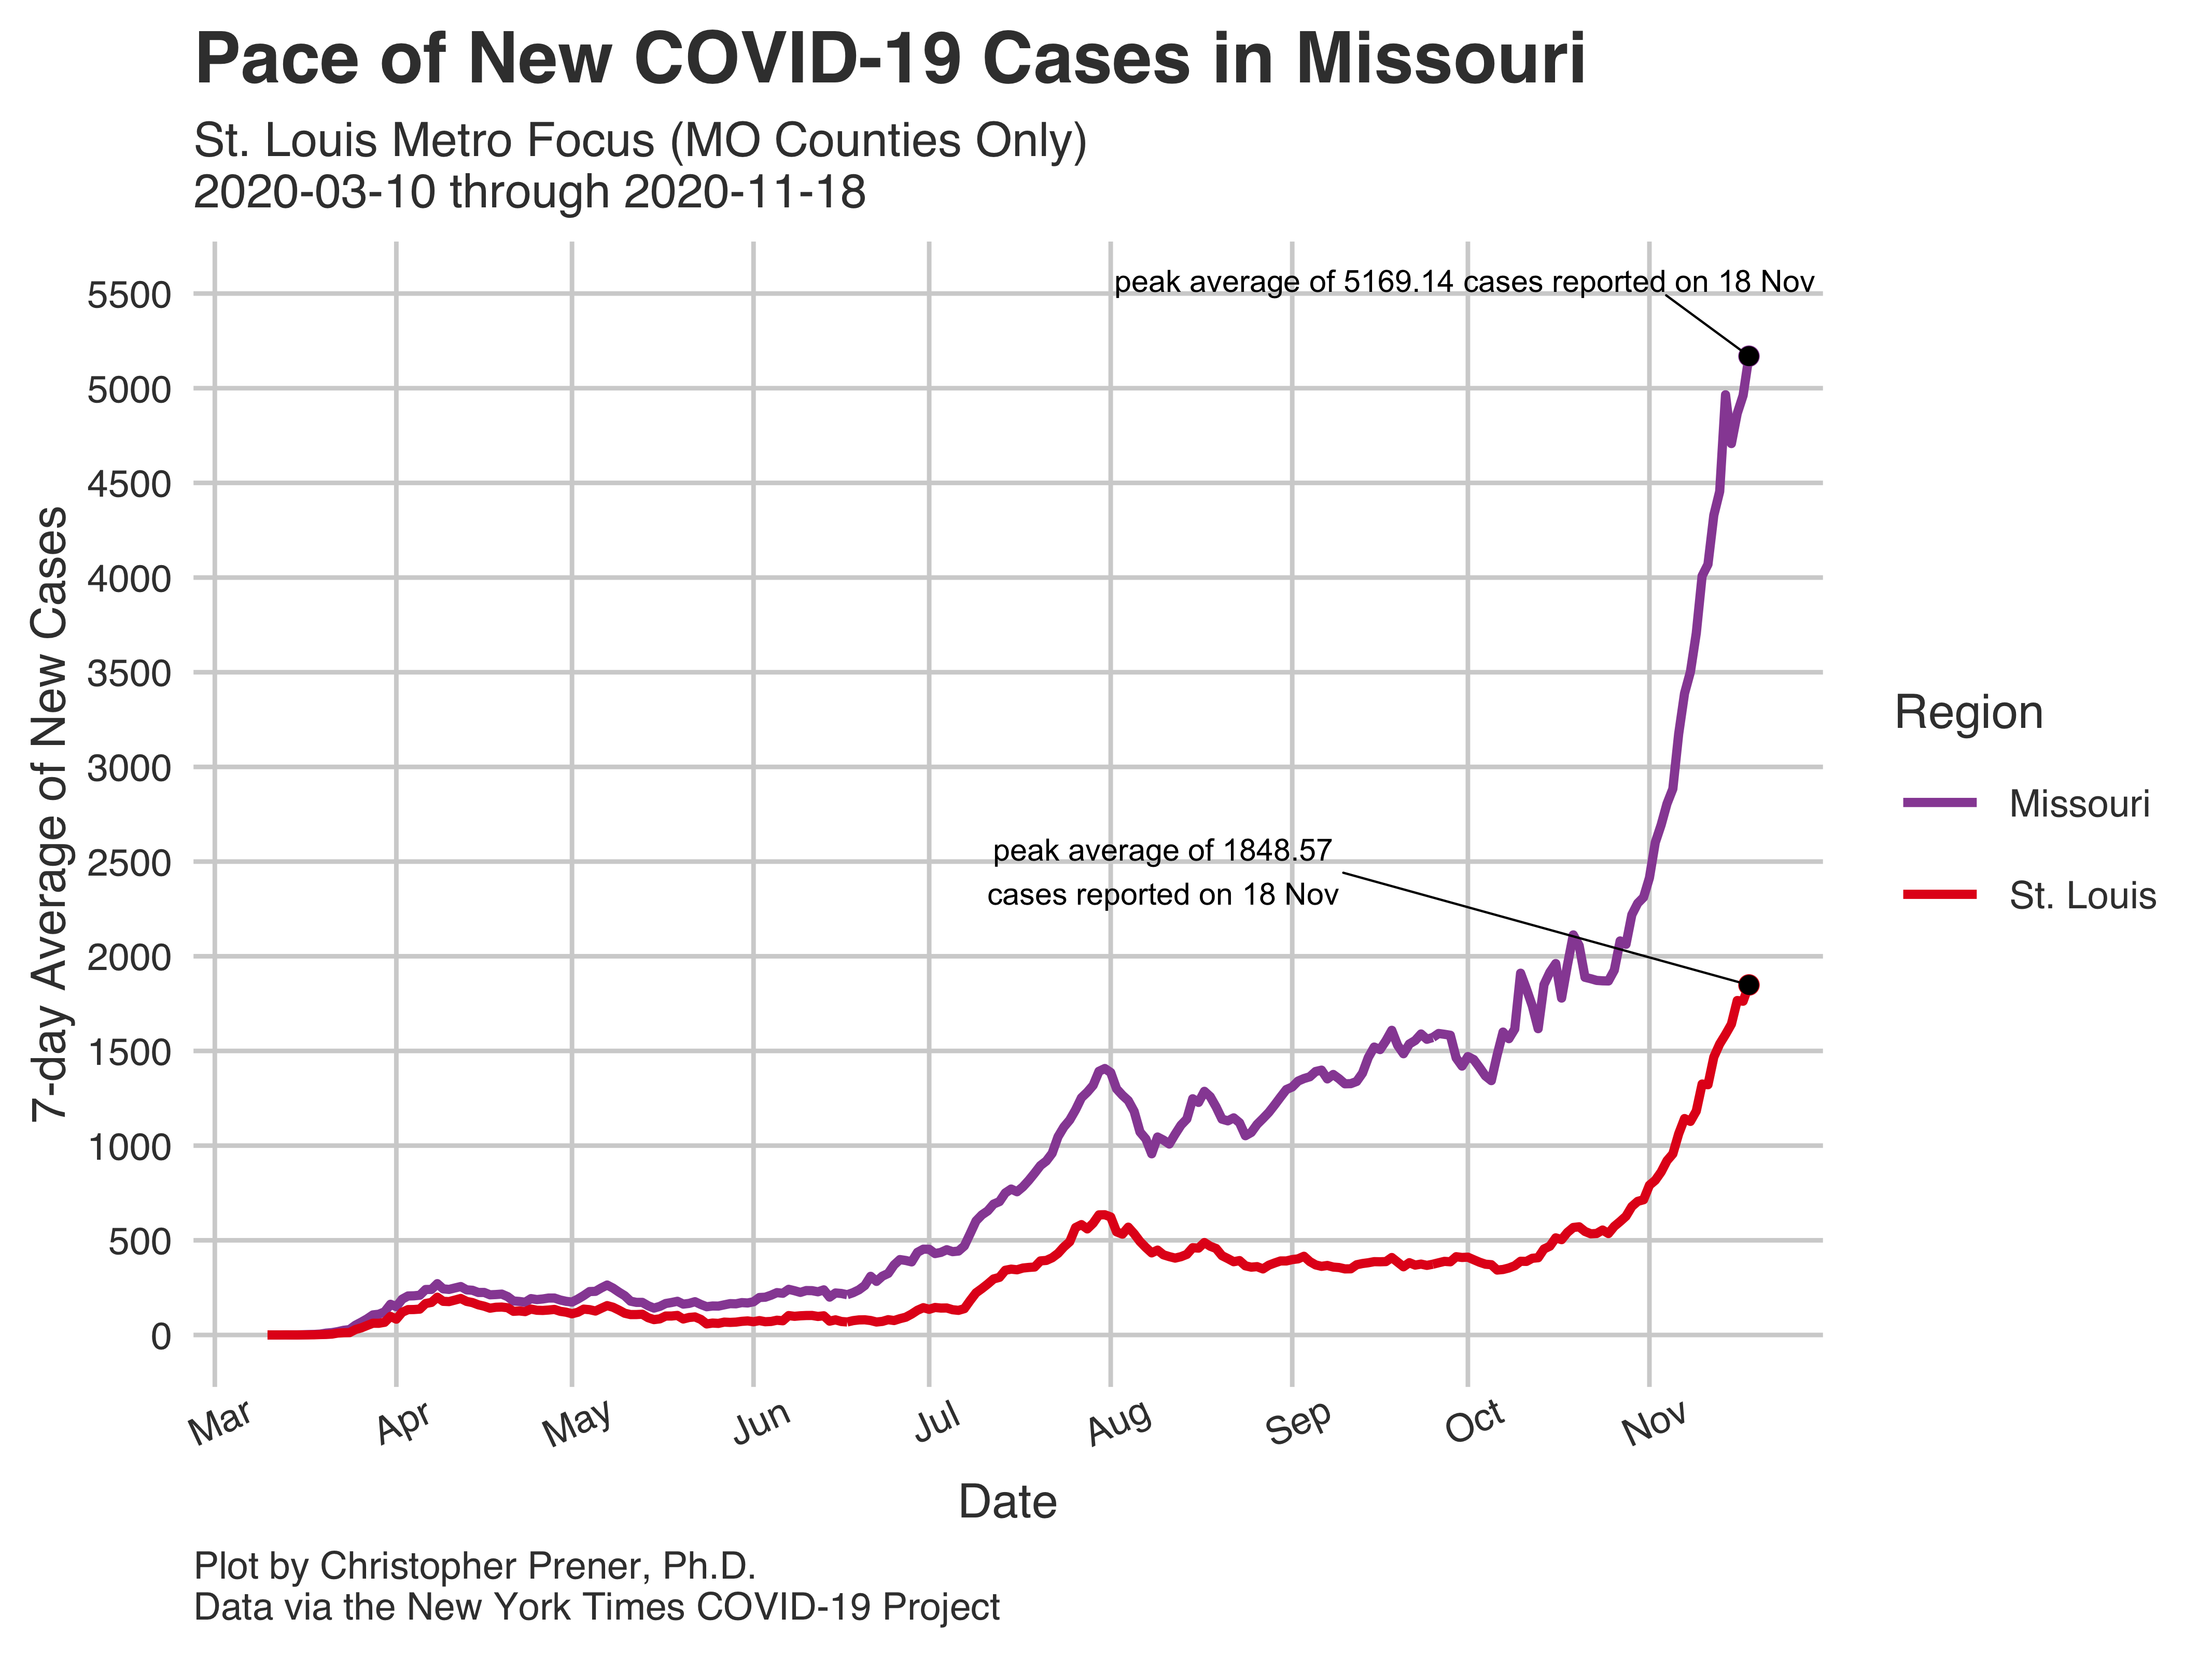 Pace of New COVID-19 Cases in Missouri
St. Louis Metro Focus (MO Counties Only)
2020-03-10 through 2020-11-18
peak average of 5169.14 cases reported on 18 Nov
5500
5000
4500
4000
3500
3000
2500
2000
1500
1000
500
0
7-day Average of New Cases
peak average of 1848.57
cases reported on 18 Nov
Region
Missouri
St. Louis
Mar
Apr
May
Jun
Jul
Aug
Sep
Oct
Nov
Date
Plot by Christopher Prener, Ph.D.
Data via the New York Times COVID-19 Project